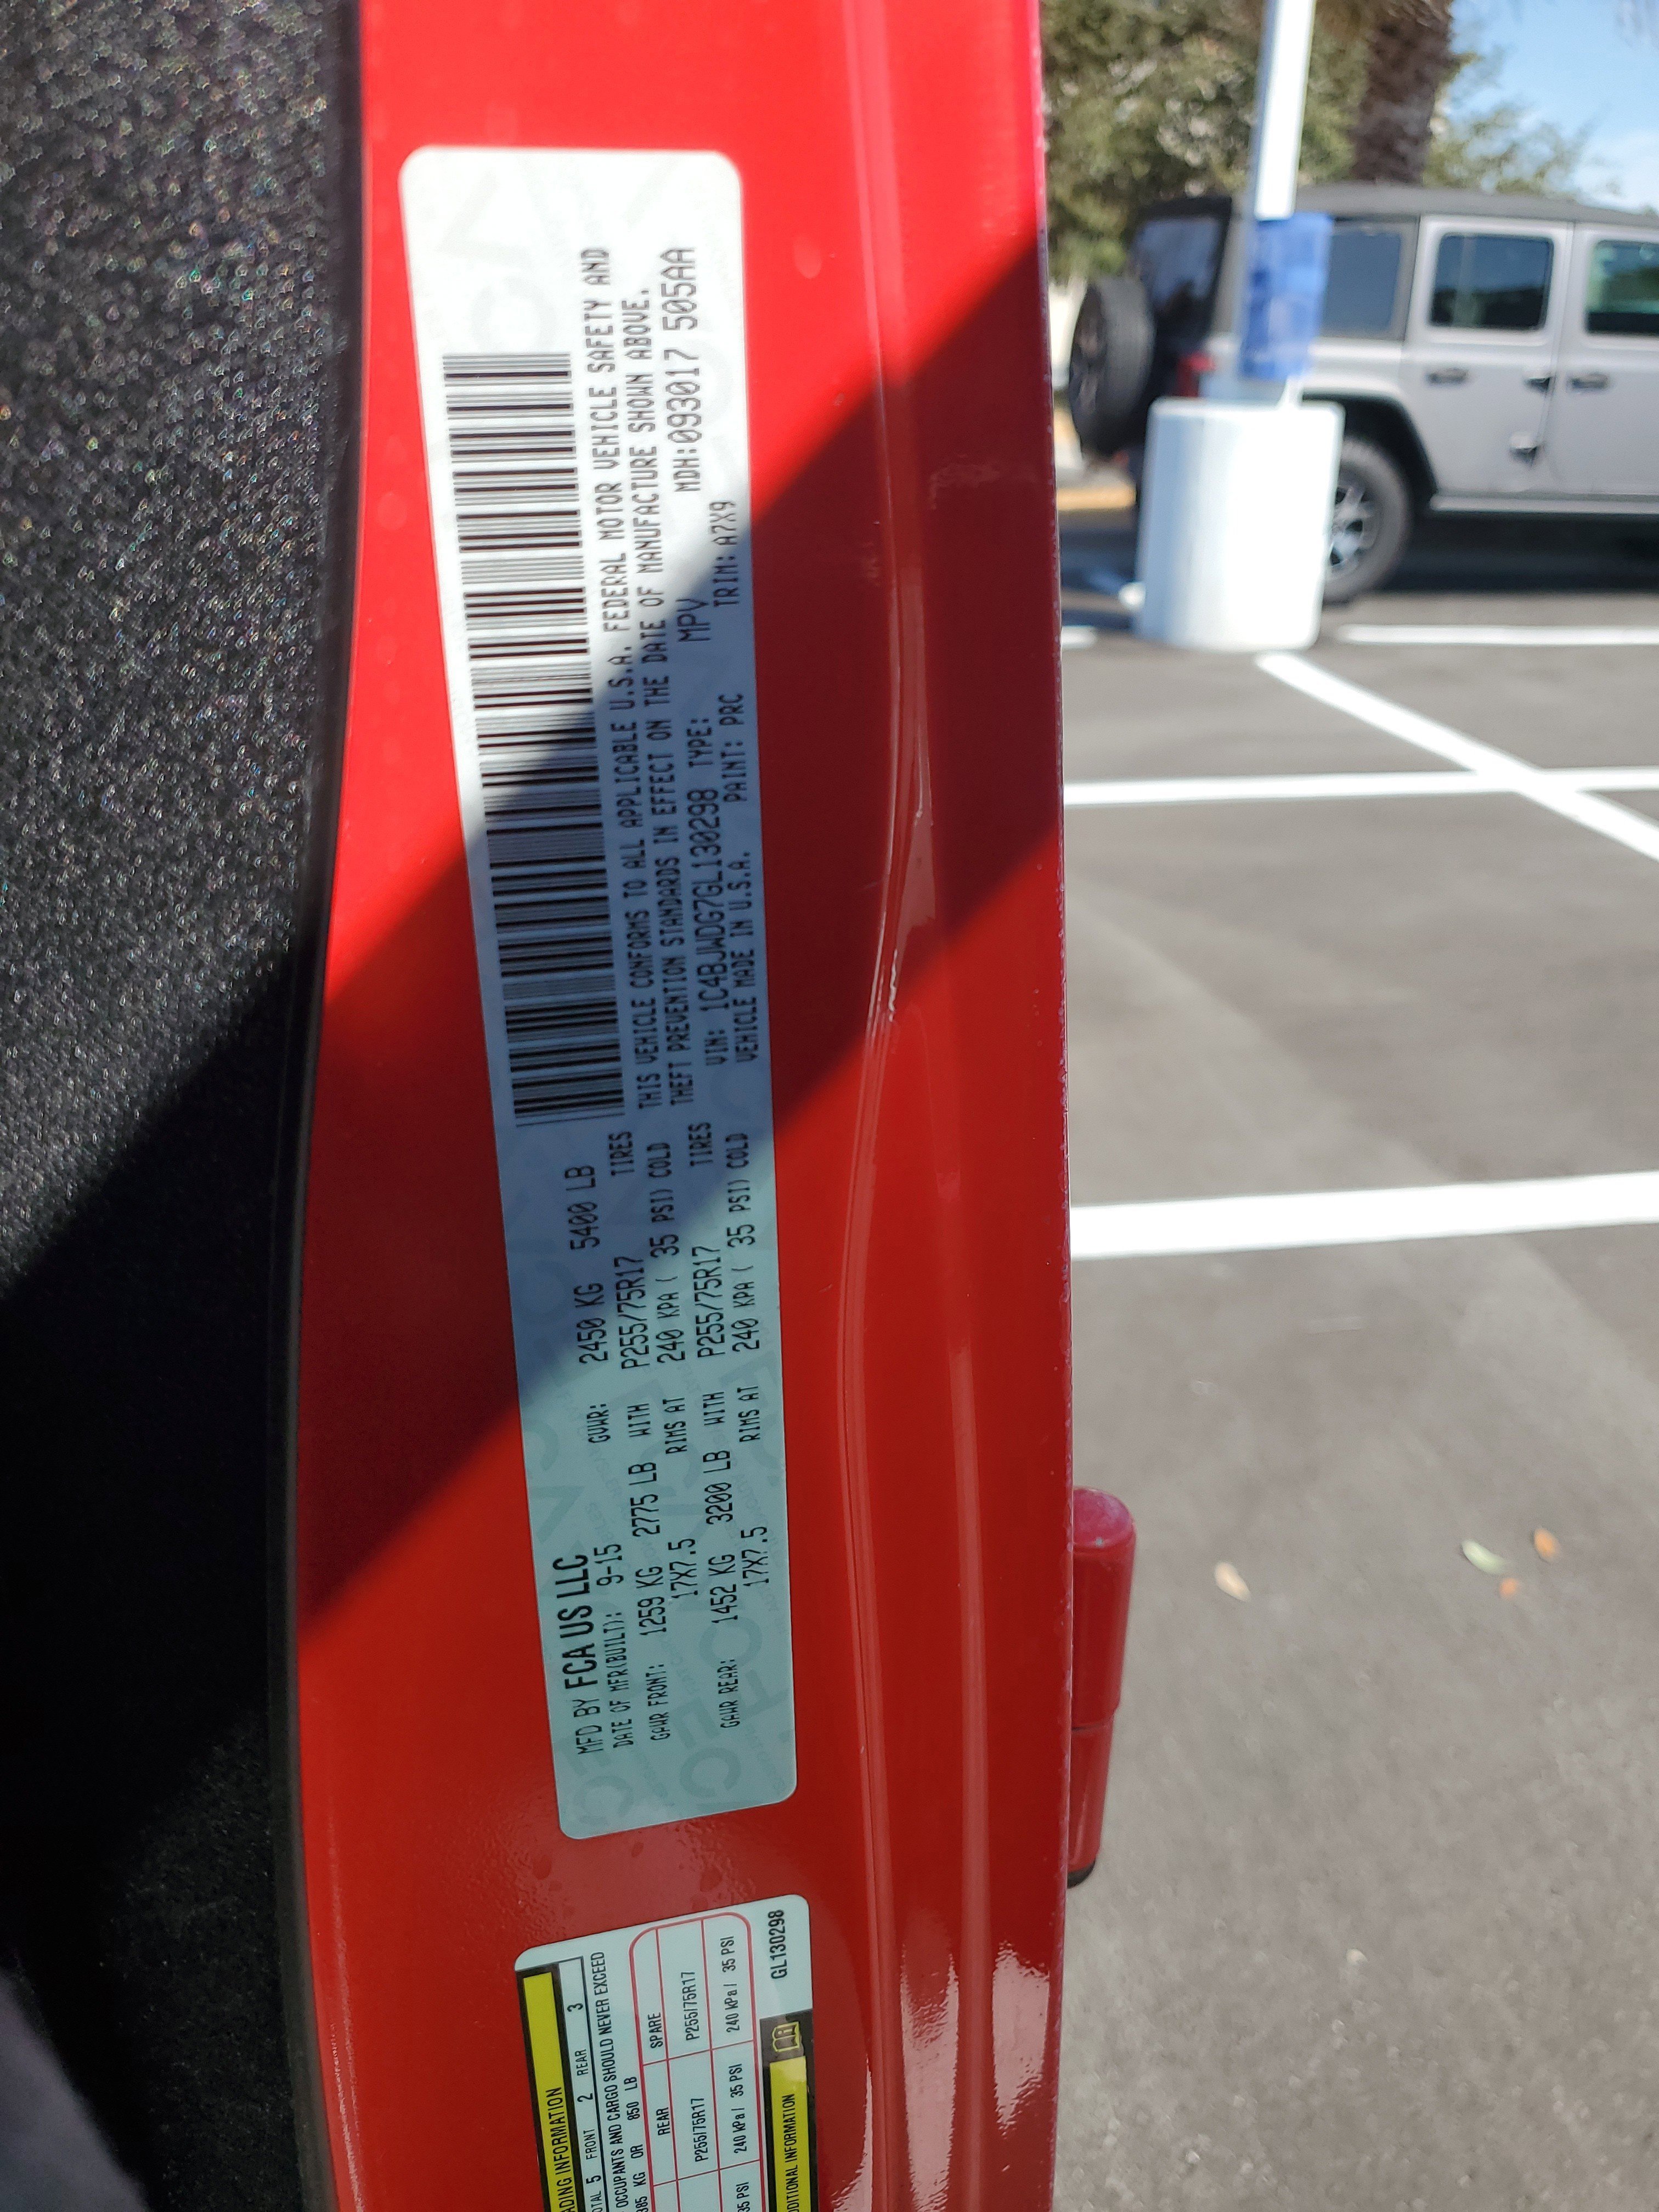 MFD BY FCA US LLC
DATE OF MFR(BUILT): 9-15 GVWR: 2450 KG 5400 LB
GAWR FRONT: 1259 KG 2775 LB WITH P255/75R17 TIRES
17X7.5 RIMS AT 240 KPA ( 35 PSI) COLD
GAWR REAR: 1452 KG 3200 LB WITH P255/75R17 TIRES
17X7.5 RIMS AT 240 KPA ( 35 PSI) COLD
THIS VEHICLE CONFORMS TO ALL APPLICABLE U.S.A. FEDERAL MOTOR VEHICLE SAFETY AND
THEFT PREVENTION STANDARDS IN EFFECT ON THE DATE OF MANUFACTURE SHOWN ABOVE.
MDH:093017 505AA
VIN: 1C4BJWDG7GL130298 TYPE: MPV
VEHICLE MADE IN U.S.A. PAINT: PRC TRIM: A7X9
INFORMATION
5 FRONT 2 REAR 3
OCCUPANTS AND CARGO SHOULD NEVER EXCEED
385 KG OR 850 LB
REAR SPARE
P255/75R17 P255/75R17
35 PSI 240 kPa / 35 PSI 240 kPa / 35 PSI
INFORMATION GL130298